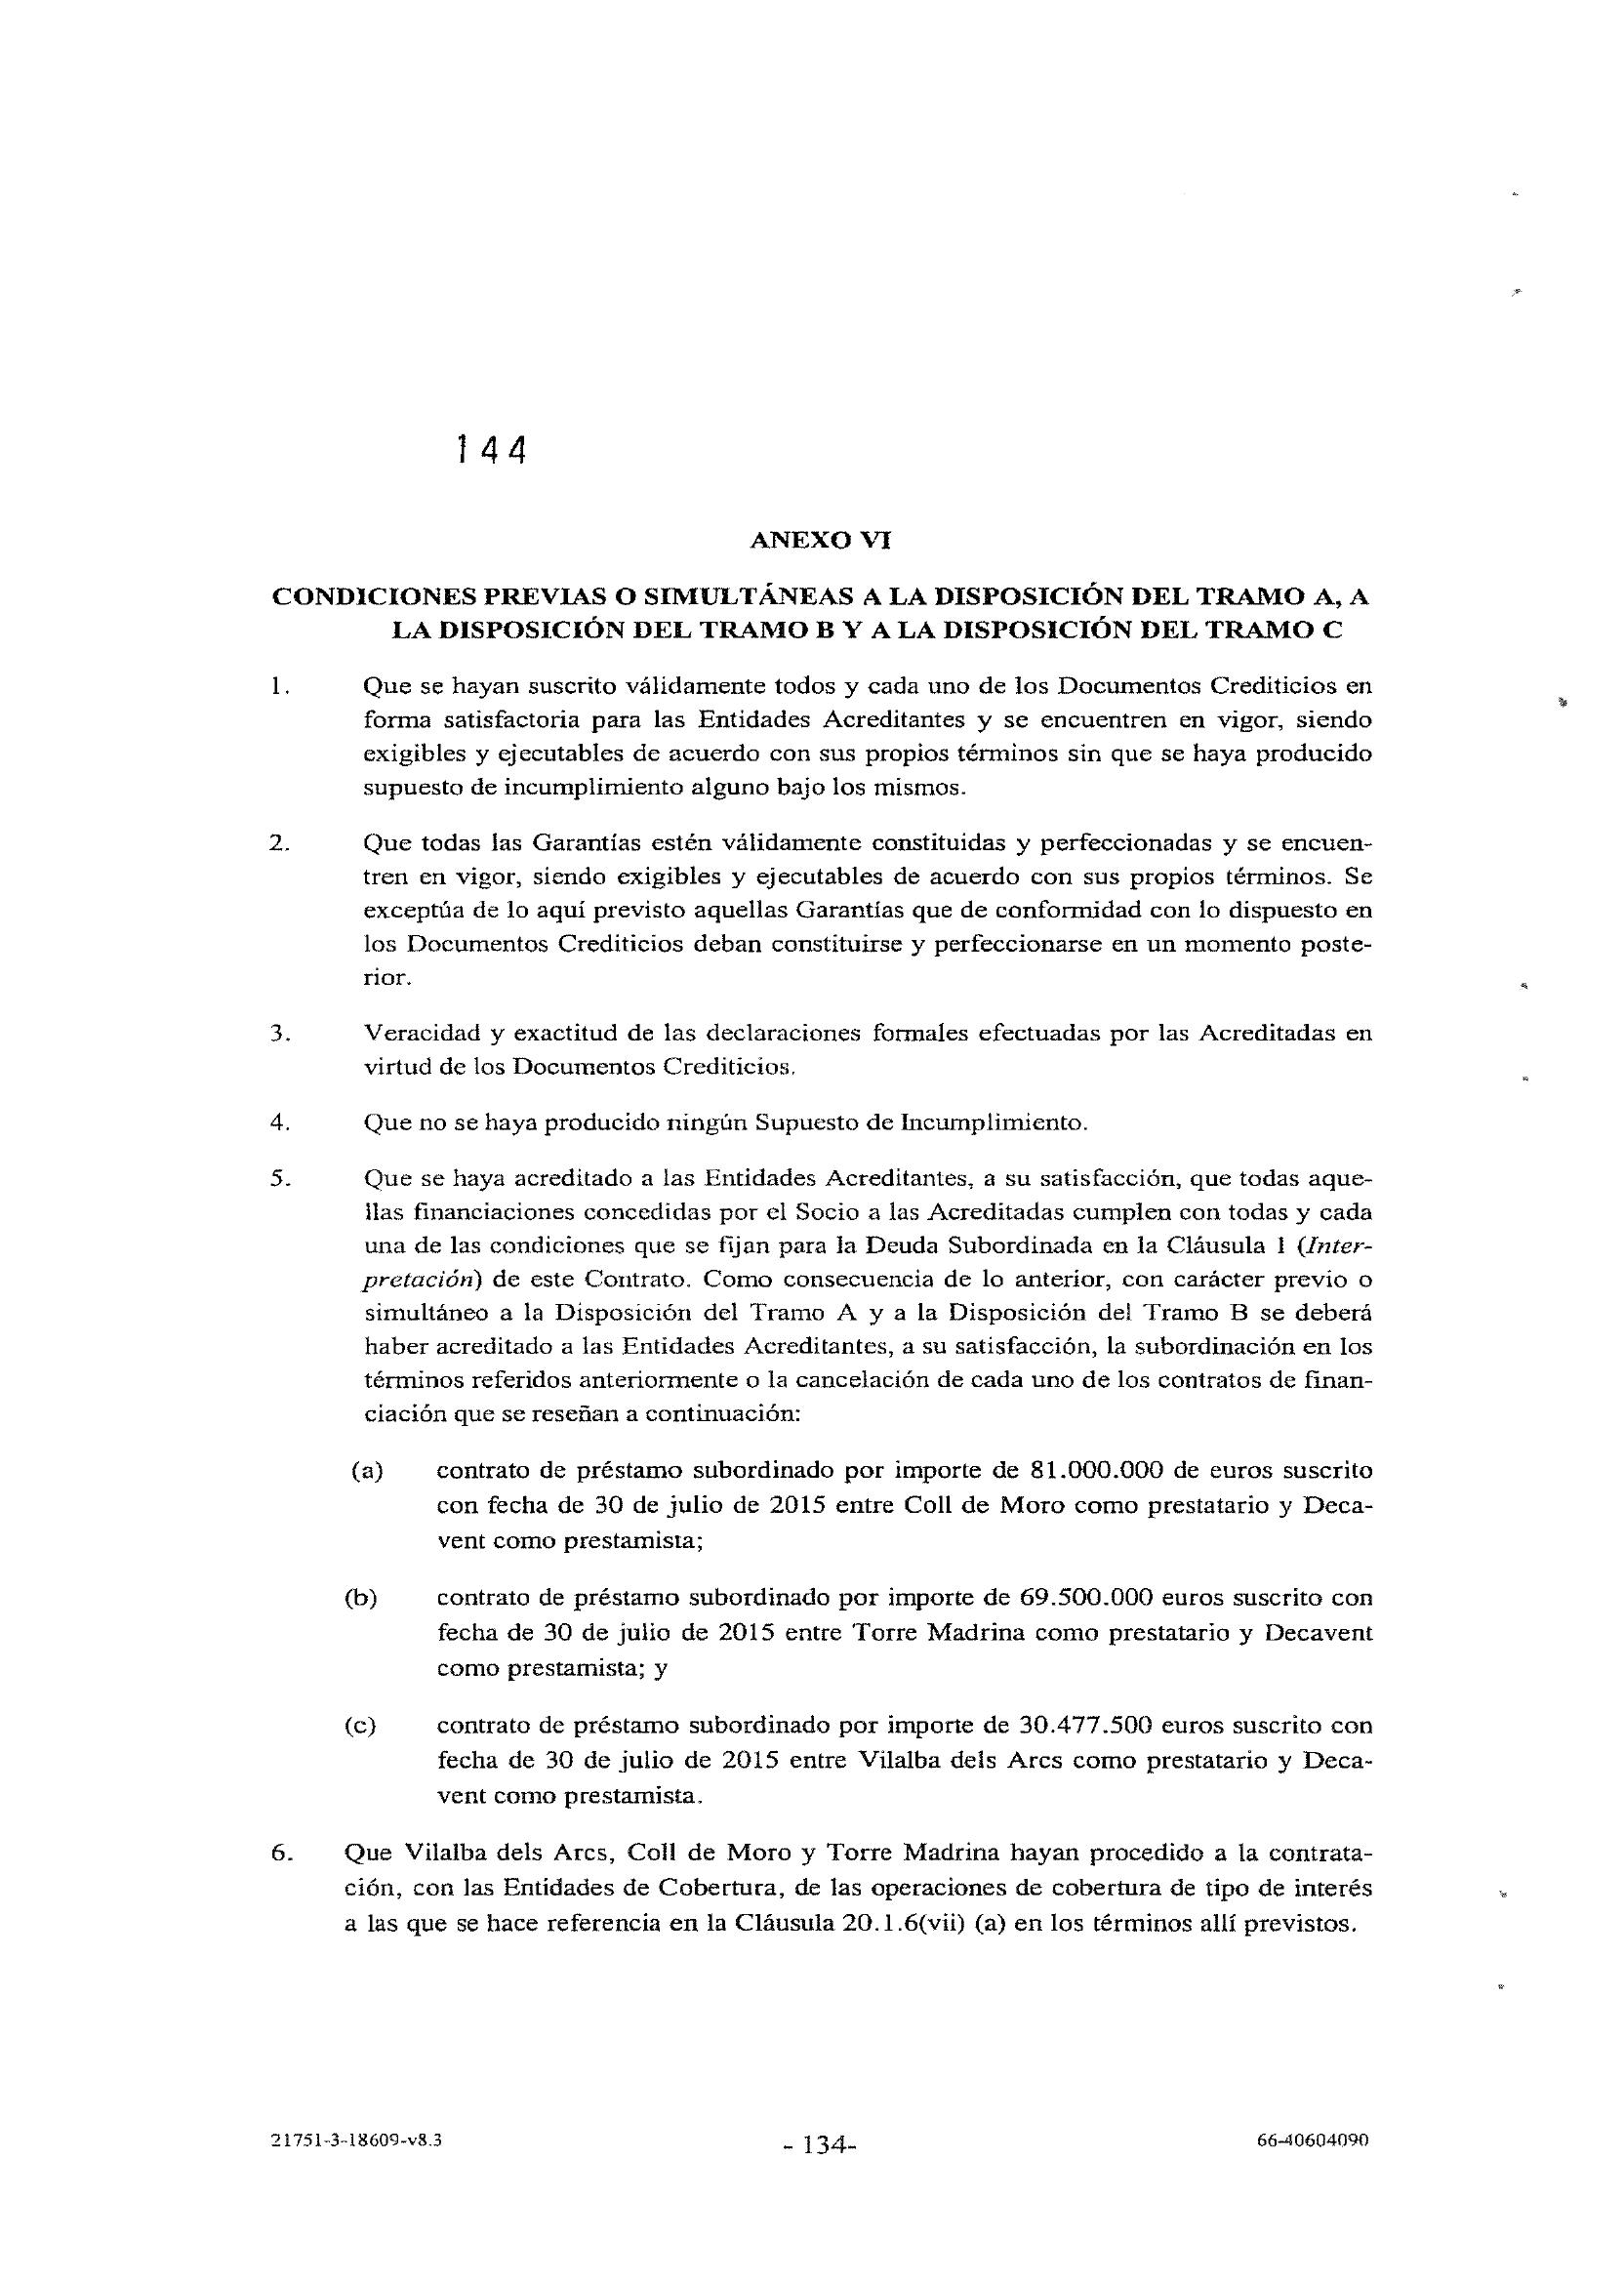 144
ANEXO VI
CONDICIONES PREVIAS O SIMULTÁNEAS A LA DISPOSICIÓN DEL TRAMO A, A
LA DISPOSICIÓN DEL TRAMO B Y A LA DISPOSICIÓN DEL TRAMO C
1. Que se hayan suscrito válidamente todos y cada uno de los Documentos Crediticios en
forma satisfactoria para las Entidades Acreditantes y se encuentren en vigor, siendo
exigibles y ejecutables de acuerdo con sus propios términos sin que se haya producido
supuesto de incumplimiento alguno bajo los mismos.
2. Que todas las Garantías estén válidamente constituidas y perfeccionadas y se encuen-
tren en vigor, siendo exigibles y ejecutables de acuerdo con sus propios términos. Se
exceptúa de lo aquí previsto aquellas Garantías que de conformidad con lo dispuesto en
los Documentos Crediticios deban constituirse y perfeccionarse en un momento poste-
rior.
3. Veracidad y exactitud de las declaraciones formales efectuadas por las Acreditadas en
virtud de los Documentos Crediticios.
4. Que no se haya producido ningún Supuesto de Incumplimiento.
5. Que se haya acreditado a las Entidades Acreditantes, a su satisfacción, que todas aque-
llas financiaciones concedidas por el Socio a las Acreditadas cumplen con todas y cada
una de las condiciones que se fijan para la Deuda Subordinada en la Cláusula 1 (Inter-
pretación) de este Contrato. Como consecuencia de lo anterior, con carácter previo o
simultáneo a la Disposición del Tramo A y a la Disposición del Tramo B se deberá
haber acreditado a las Entidades Acreditantes, a su satisfacción, la subordinación en los
términos referidos anteriormente o la cancelación de cada uno de los contratos de finan-
ciación que se reseñan a continuación:
(a) contrato de préstamo subordinado por importe de 81.000.000 de euros suscrito
con fecha de 30 de julio de 2015 entre Coll de Moro como prestatario y Deca-
vent como prestamista;
(b) contrato de préstamo subordinado por importe de 69.500.000 euros suscrito con
fecha de 30 de julio de 2015 entre Torre Madrina como prestatario y Decavent
como prestamista; y
(c) contrato de préstamo subordinado por importe de 30.477.500 euros suscrito con
fecha de 30 de julio de 2015 entre Vilalba dels Arcs como prestatario y Deca-
vent como prestamista.
6. Que Vilalba dels Arcs, Coll de Moro y Torre Madrina hayan procedido a la contrata-
ción, con las Entidades de Cobertura, de las operaciones de cobertura de tipo de interés
a las que se hace referencia en la Cláusula 20.1.6(vii) (a) en los términos allí previstos.
21751-3-18609-v8.3 - 134- 66-40604090